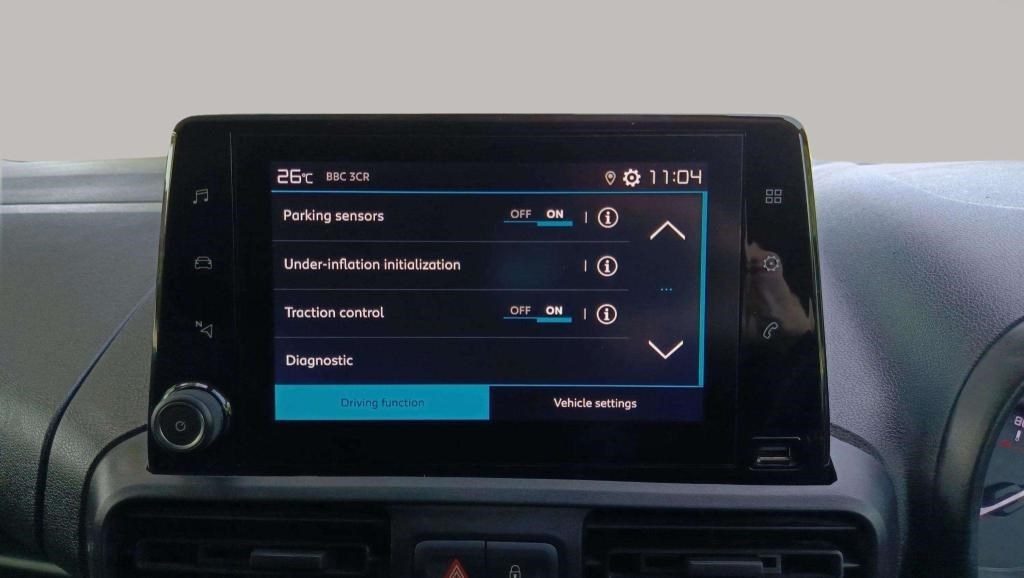 26°C BBC 3CR 11:04
Parking sensors OFF ON
Under-inflation initialization
Traction control OFF ON
Diagnostic
Driving function Vehicle settings
N